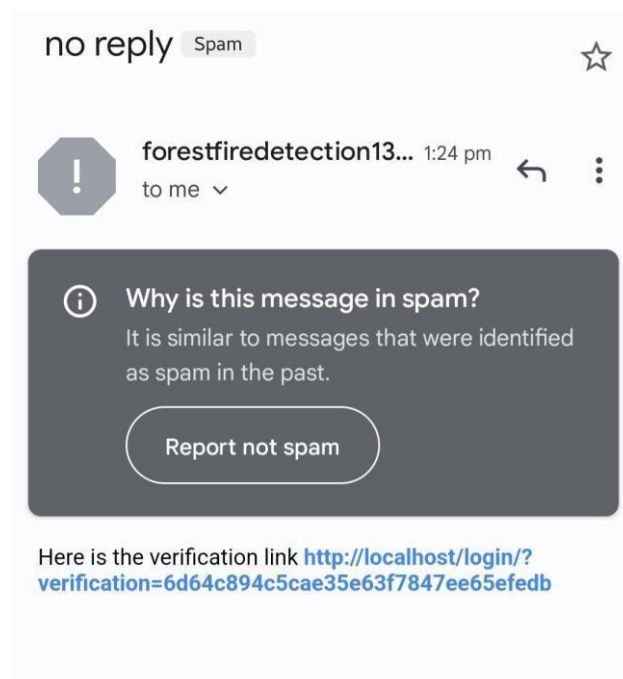 no reply Spam
forestfiredetection13... 1:24 pm
to me
!
Why is this message in spam?
It is similar to messages that were identified
as spam in the past.
Report not spam
Here is the verification link http://localhost/login/?
verification=6d64c894c5cae35e63f7847ee65efedb